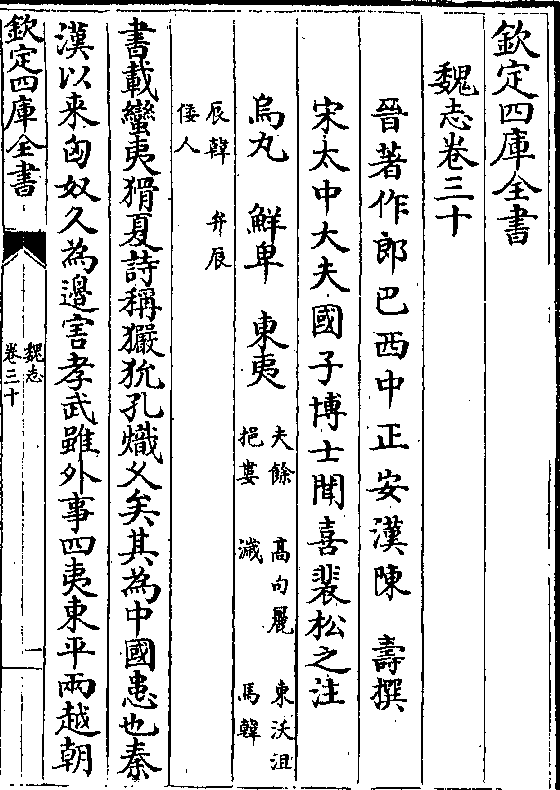 欽定四庫全書
魏志卷三十
晉著作郎巴西中正安漢陳 壽撰
宋太中大夫國子博士聞喜裴松之注
烏丸 鮮卑 東夷 夫餘 高句麗 東沃沮
挹婁 濊 馬韓
辰韓 弁辰
倭人
書載蠻夷猾夏詩稱玁狁孔熾乆矣其為中國患也秦
漢以来匈奴久為邊害孝武雖外事四夷東平兩越朝
欽定四庫全書
魏志
卷三十
一